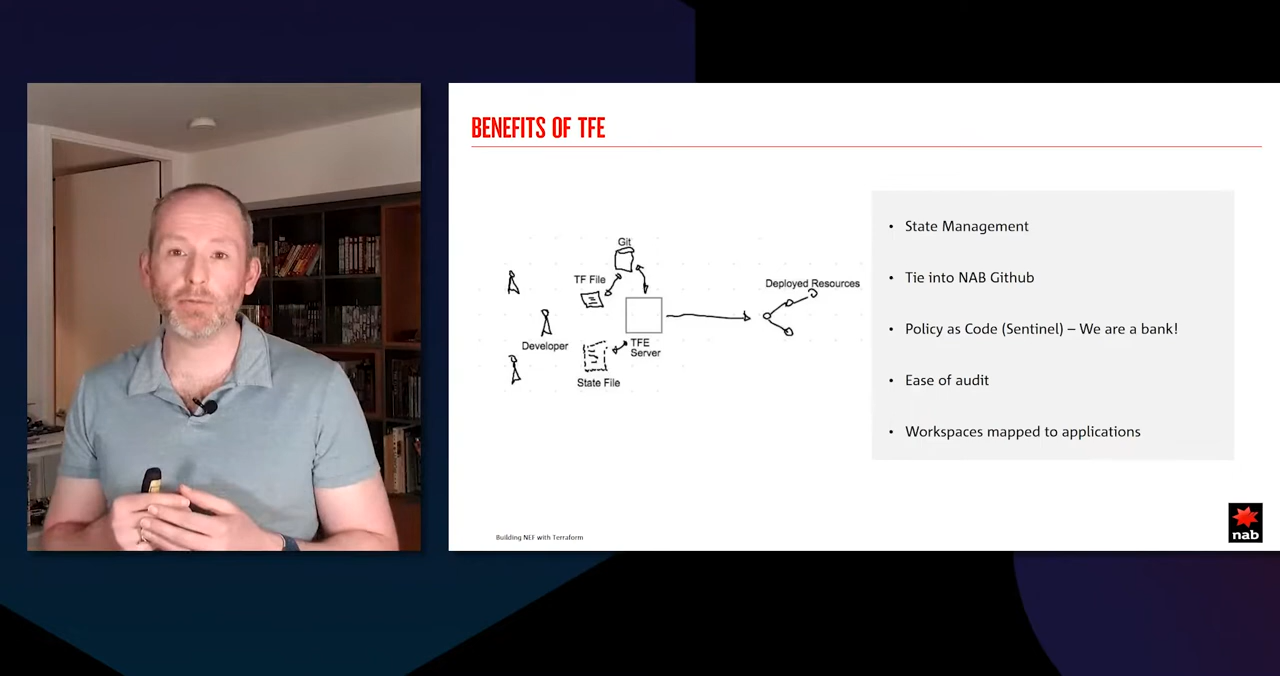 BENEFITS OF TFE
Git
TF File
Developer
TFE
Server
State File
Deployed Resources
• State Management
• Tie into NAB Github
• Policy as Code (Sentinel) – We are a bank!
• Ease of audit
• Workspaces mapped to applications
Building NEF with Terraform
nab